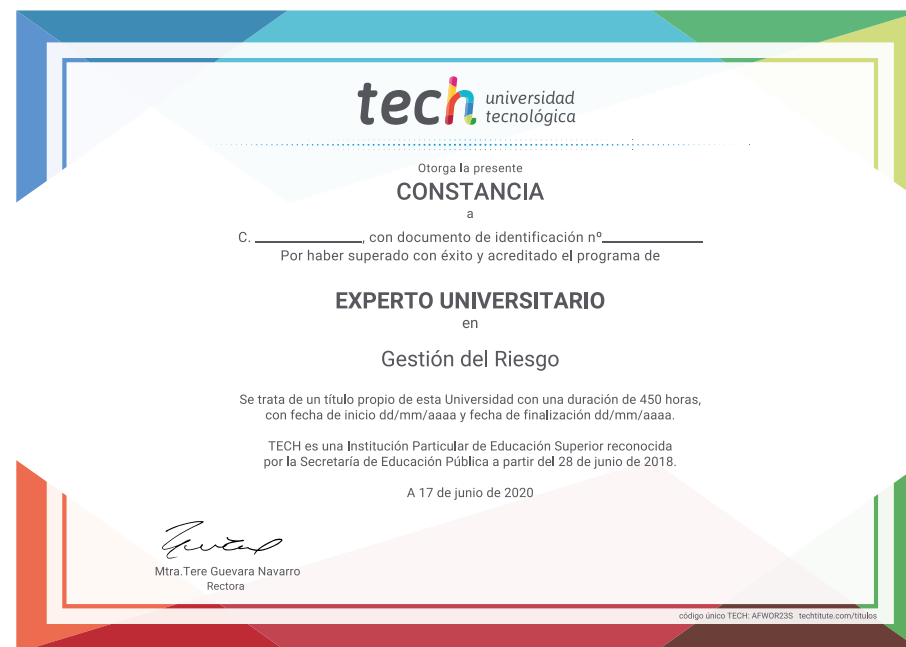 tech universidad
tecnológica
Otorga la presente
CONSTANCIA
a
C. ______________, con documento de identificación nº_____________
Por haber superado con éxito y acreditado el programa de
EXPERTO UNIVERSITARIO
en
Gestión del Riesgo
Se trata de un título propio de esta Universidad con una duración de 450 horas,
con fecha de inicio dd/mm/aaaa y fecha de finalización dd/mm/aaaa.
TECH es una Institución Particular de Educación Superior reconocida
por la Secretaría de Educación Pública a partir del 28 de junio de 2018.
A 17 de junio de 2020
Mtra.Tere Guevara Navarro
Rectora
código único TECH: AFWOR23S techtitute.com/titulos